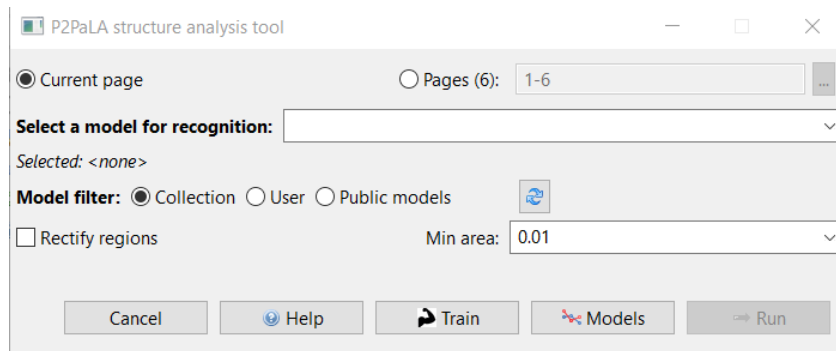 P2PaLA structure analysis tool
Current page Pages (6): 1-6 ...
Select a model for recognition:
Selected: <none>
Model filter: Collection User Public models
Rectify regions Min area: 0.01
Cancel Help Train Models Run